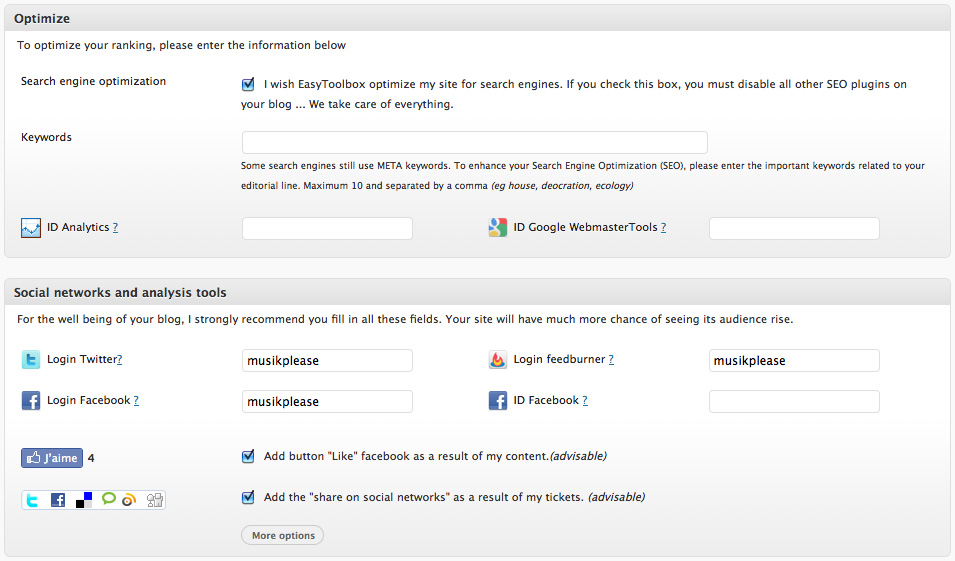 Optimize
To optimize your ranking, please enter the information below
Search engine optimization
I wish EasyToolbox optimize my site for search engines. If you check this box, you must disable all other SEO plugins on
your blog ... We take care of everything.
Keywords
Some search engines still use META keywords. To enhance your Search Engine Optimization (SEO), please enter the important keywords related to your
editorial line. Maximum 10 and separated by a comma (eg house, deocration, ecology)
ID Analytics ?
ID Google WebmasterTools ?
Social networks and analysis tools
For the well being of your blog, I strongly recommend you fill in all these fields. Your site will have much more chance of seeing its audience rise.
Login Twitter? musikplease
Login feedburner ? musikplease
Login Facebook ? musikplease
ID Facebook ?
J'aime 4
Add button "Like" facebook as a result of my content.(advisable)
Add the "share on social networks" as a result of my tickets. (advisable)
More options